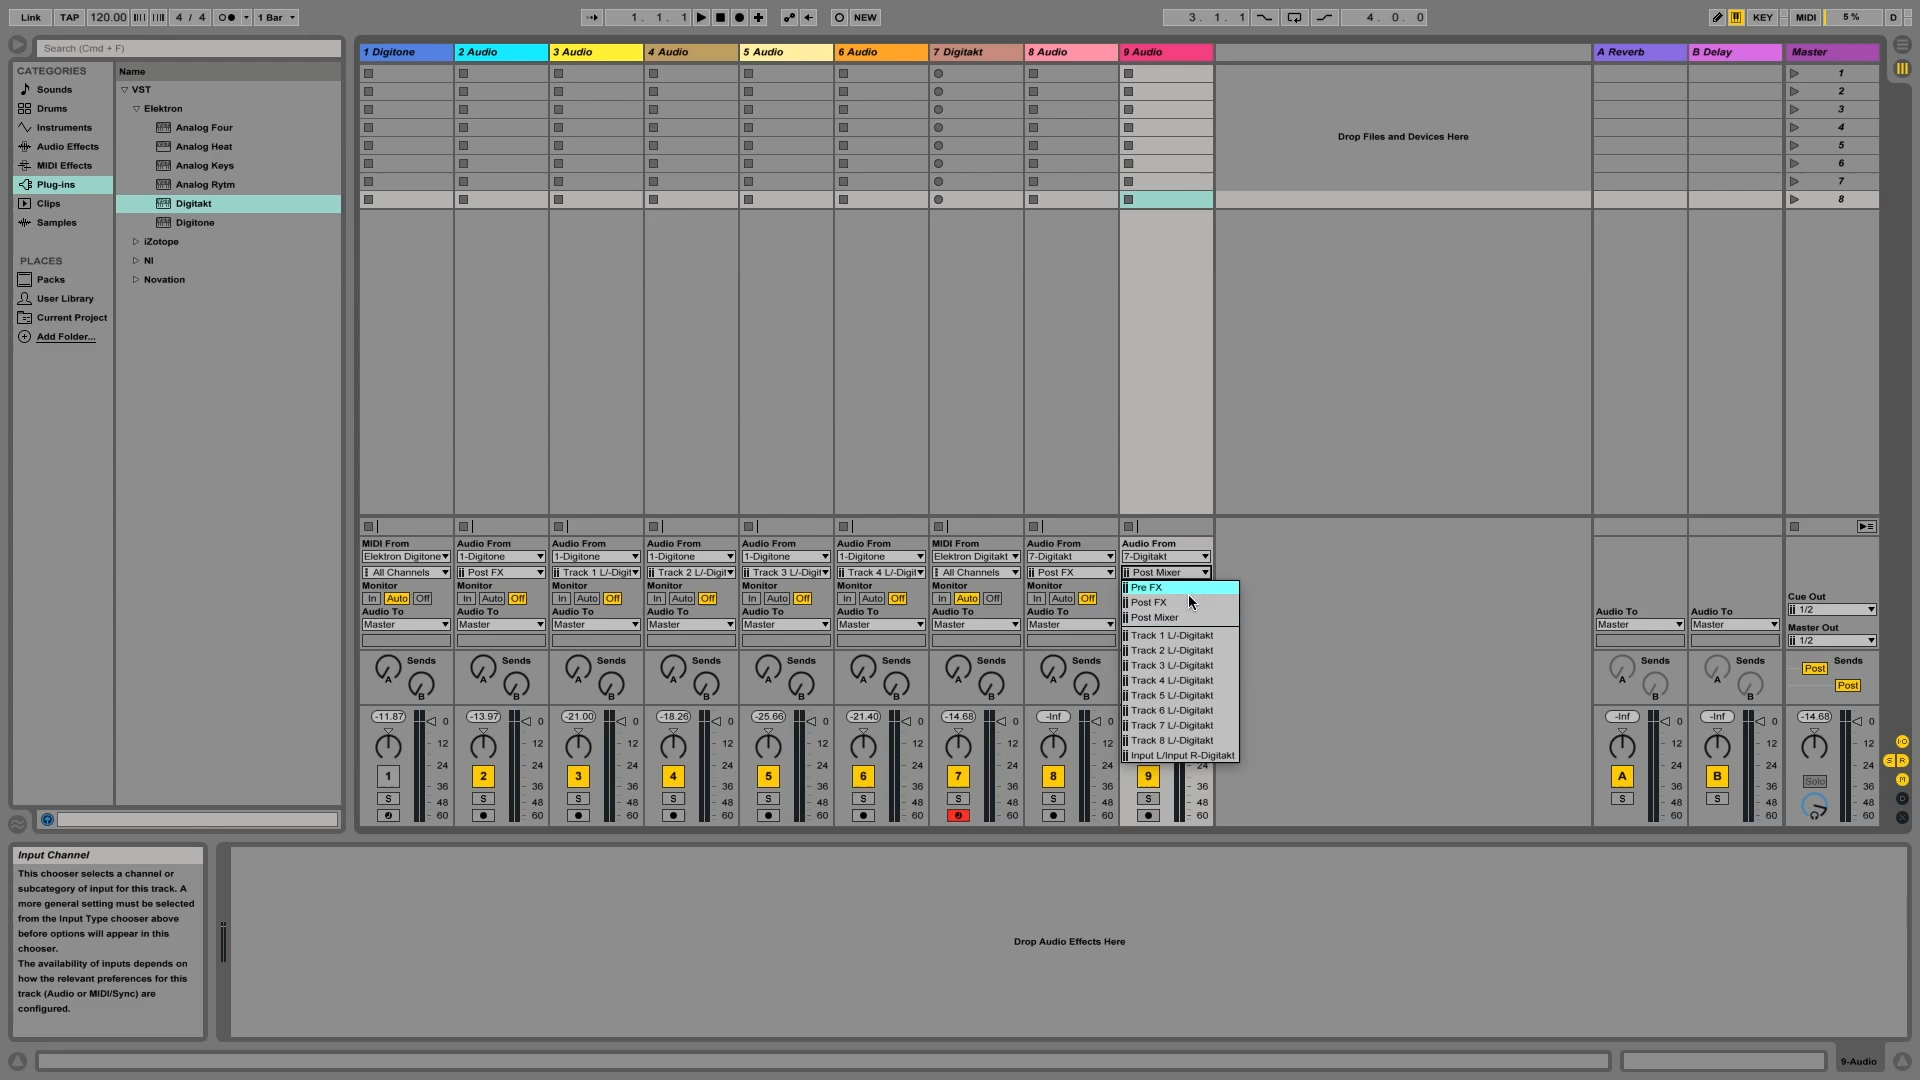 Link TAP 120.00 4 / 4 1 Bar 1. 1. 1 NEW 3. 1. 1 4. 0. 0 KEY MIDI 5 % D
Search (Cmd + F)
CATEGORIES
Sounds
Drums
Instruments
Audio Effects
MIDI Effects
Plug-ins
Clips
Samples
PLACES
Packs
User Library
Current Project
Add Folder...
Name
VST
Elektron
Analog Four
Analog Heat
Analog Keys
Analog Rytm
Digitakt
Digitone
iZotope
NI
Novation
1 Digitone 2 Audio 3 Audio 4 Audio 5 Audio 6 Audio 7 Digitakt 8 Audio 9 Audio A Reverb B Delay Master
1
2
3
4
5
6
7
8
Drop Files and Devices Here
MIDI From Audio From Audio From Audio From Audio From Audio From MIDI From Audio From Audio From
Elektron Digitone 1-Digitone 1-Digitone 1-Digitone 1-Digitone 1-Digitone Elektron Digitakt 7-Digitakt 7-Digitakt
All Channels Post FX Track 1 L/-Digit Track 2 L/-Digit Track 3 L/-Digit Track 4 L/-Digit All Channels Post FX Post Mixer
Monitor Monitor Monitor Monitor Monitor Monitor Monitor Monitor
In Auto Off In Auto Off In Auto Off In Auto Off In Auto Off In Auto Off In Auto Off In Auto Off
Audio To Audio To Audio To Audio To Audio To Audio To Audio To Audio To Audio To Audio To
Master Master Master Master Master Master Master Master Master Master
Pre FX
Post FX
Post Mixer
Track 1 L/-Digitakt
Track 2 L/-Digitakt
Track 3 L/-Digitakt
Track 4 L/-Digitakt
Track 5 L/-Digitakt
Track 6 L/-Digitakt
Track 7 L/-Digitakt
Track 8 L/-Digitakt
Input L/Input R-Digitakt
Cue Out
1/2
Master Out
1/2
Sends Sends Sends Sends Sends Sends Sends Sends Sends Sends Sends
A A A A A A A A A A Post
B B B B B B B B B B Post
-11.87 -13.97 -21.00 -18.26 -25.66 -21.40 -14.68 -Inf -Inf -Inf -14.68
0 0 0 0 0 0 0 0 0 0 0
12 12 12 12 12 12 12 12 12 12 12
24 24 24 24 24 24 24 24 24 24 24
1 2 3 4 5 6 7 8 9 A B Solo
36 36 36 36 36 36 36 36 36 36 36 36
S S S S S S S S S S S
48 48 48 48 48 48 48 48 48 48 48 48
60 60 60 60 60 60 60 60 60 60 60 60
I·O
S R
M
D
X
Input Channel
This chooser selects a channel or
subcategory of input for this track. A
more general setting must be selected
from the Input Type chooser above
before options will appear in this
chooser.
The availability of inputs depends on
how the relevant preferences for this
track (Audio or MIDI/Sync) are
configured.
Drop Audio Effects Here
9-Audio